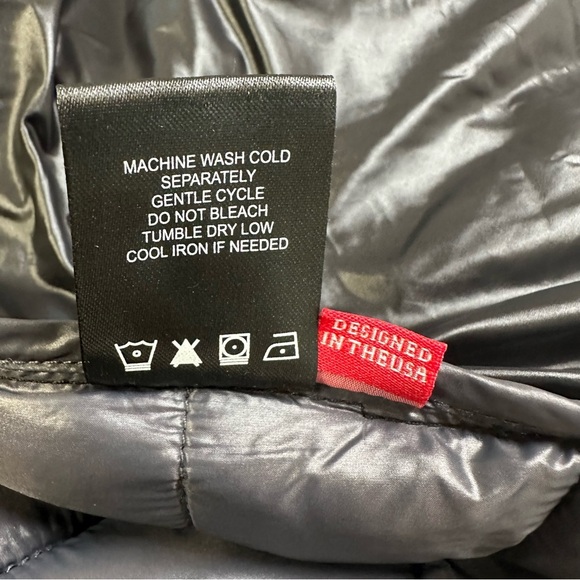 MACHINE WASH COLD
SEPARATELY
GENTLE CYCLE
DO NOT BLEACH
TUMBLE DRY LOW
COOL IRON IF NEEDED
DESIGNED
IN THE USA